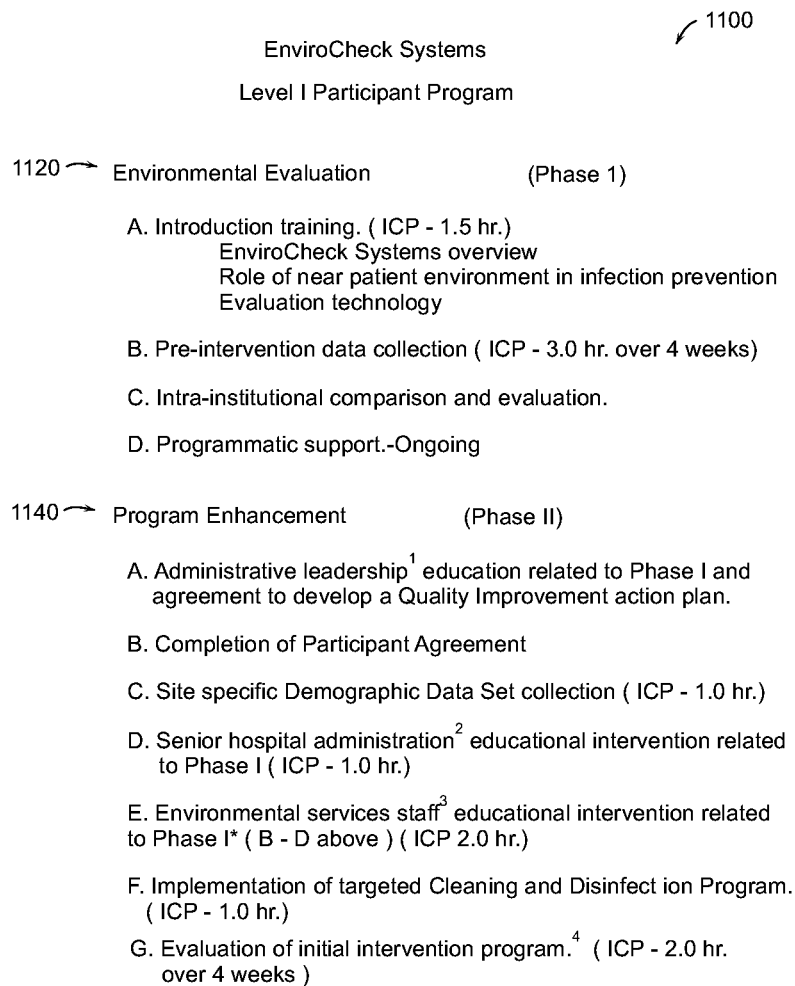 1100
EnviroCheck Systems
Level I Participant Program
1120 Environmental Evaluation (Phase 1)
A. Introduction training. ( ICP - 1.5 hr.)
EnviroCheck Systems overview
Role of near patient environment in infection prevention
Evaluation technology
B. Pre-intervention data collection ( ICP - 3.0 hr. over 4 weeks)
C. Intra-institutional comparison and evaluation.
D. Programmatic support.-Ongoing
1140 Program Enhancement (Phase II)
A. Administrative leadership1 education related to Phase I and
agreement to develop a Quality Improvement action plan.
B. Completion of Participant Agreement
C. Site specific Demographic Data Set collection ( ICP - 1.0 hr.)
D. Senior hospital administration2 educational intervention related
to Phase I ( ICP - 1.0 hr.)
E. Environmental services staff3 educational intervention related
to Phase I* ( B - D above ) ( ICP 2.0 hr.)
F. Implementation of targeted Cleaning and Disinfect ion Program.
( ICP - 1.0 hr.)
G. Evaluation of initial intervention program.4 ( ICP - 2.0 hr.
over 4 weeks )